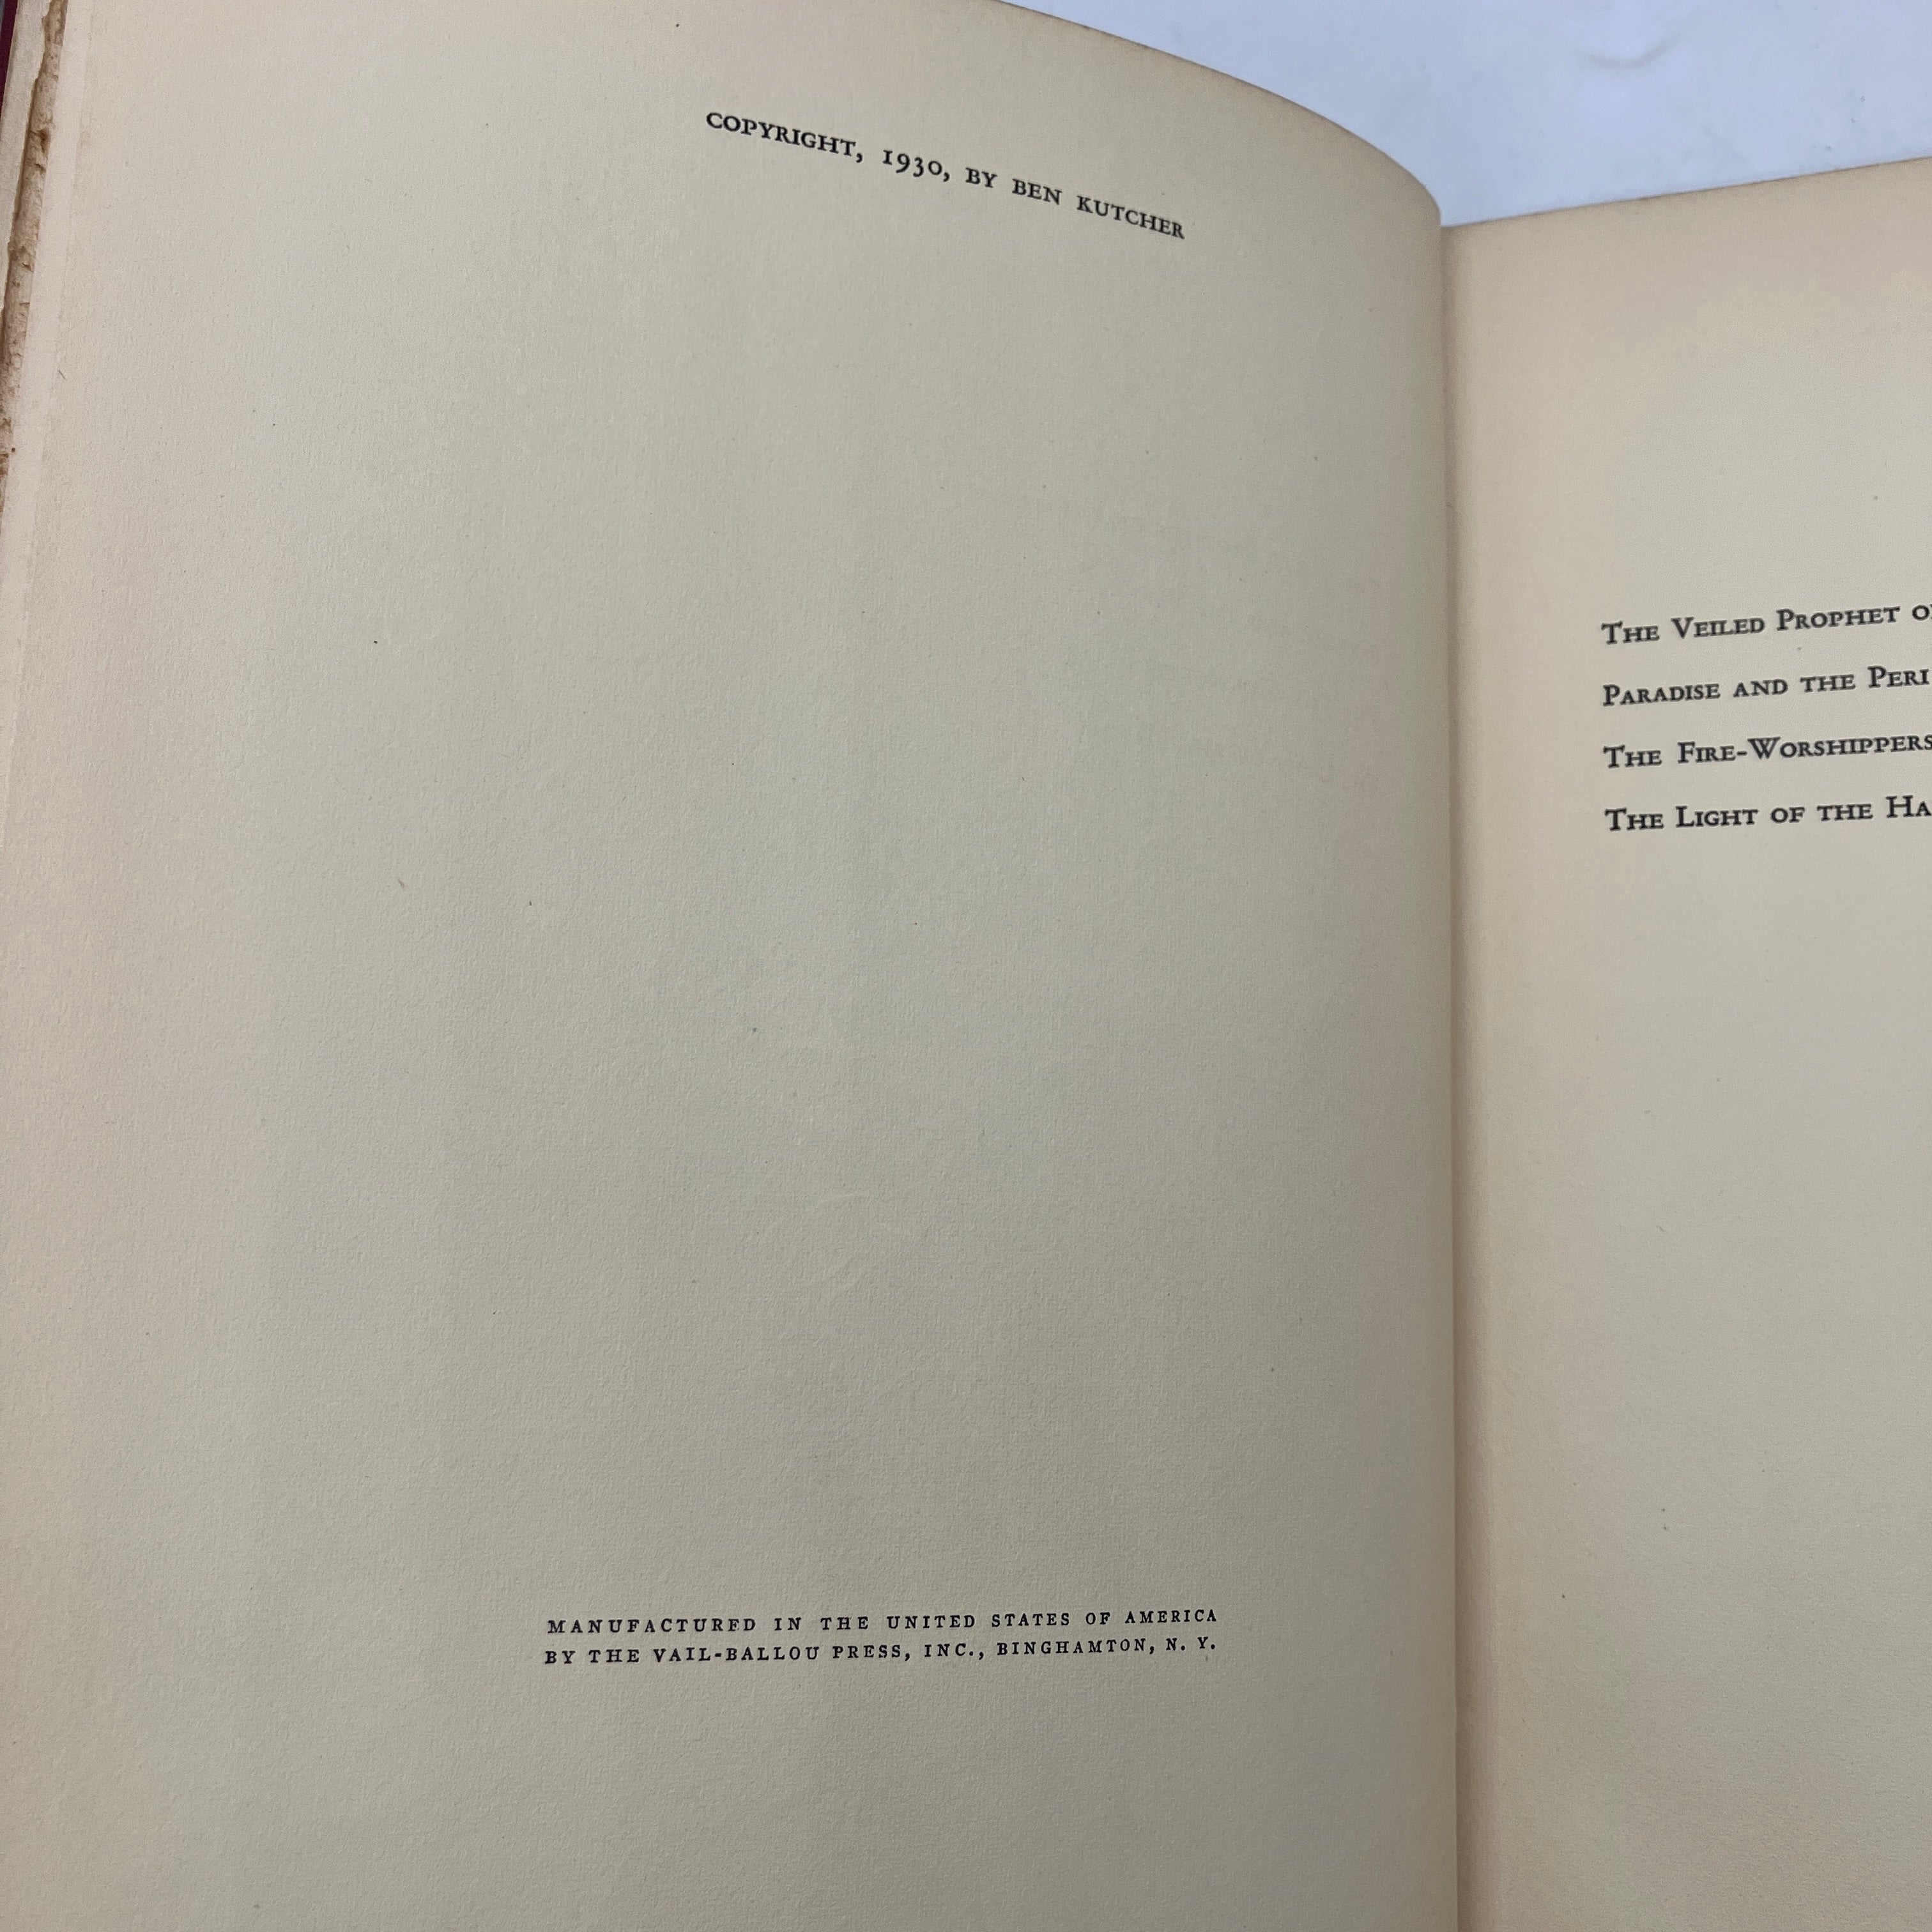 COPYRIGHT, 1930, BY BEN KUTCHER
MANUFACTURED IN THE UNITED STATES OF AMERICA
BY THE VAIL-BALLOU PRESS, INC., BINGHAMTON, N. Y.
THE VEILED PROPHET
PARADISE AND THE PERI
THE FIRE-WORSHIPPERS
THE LIGHT OF THE